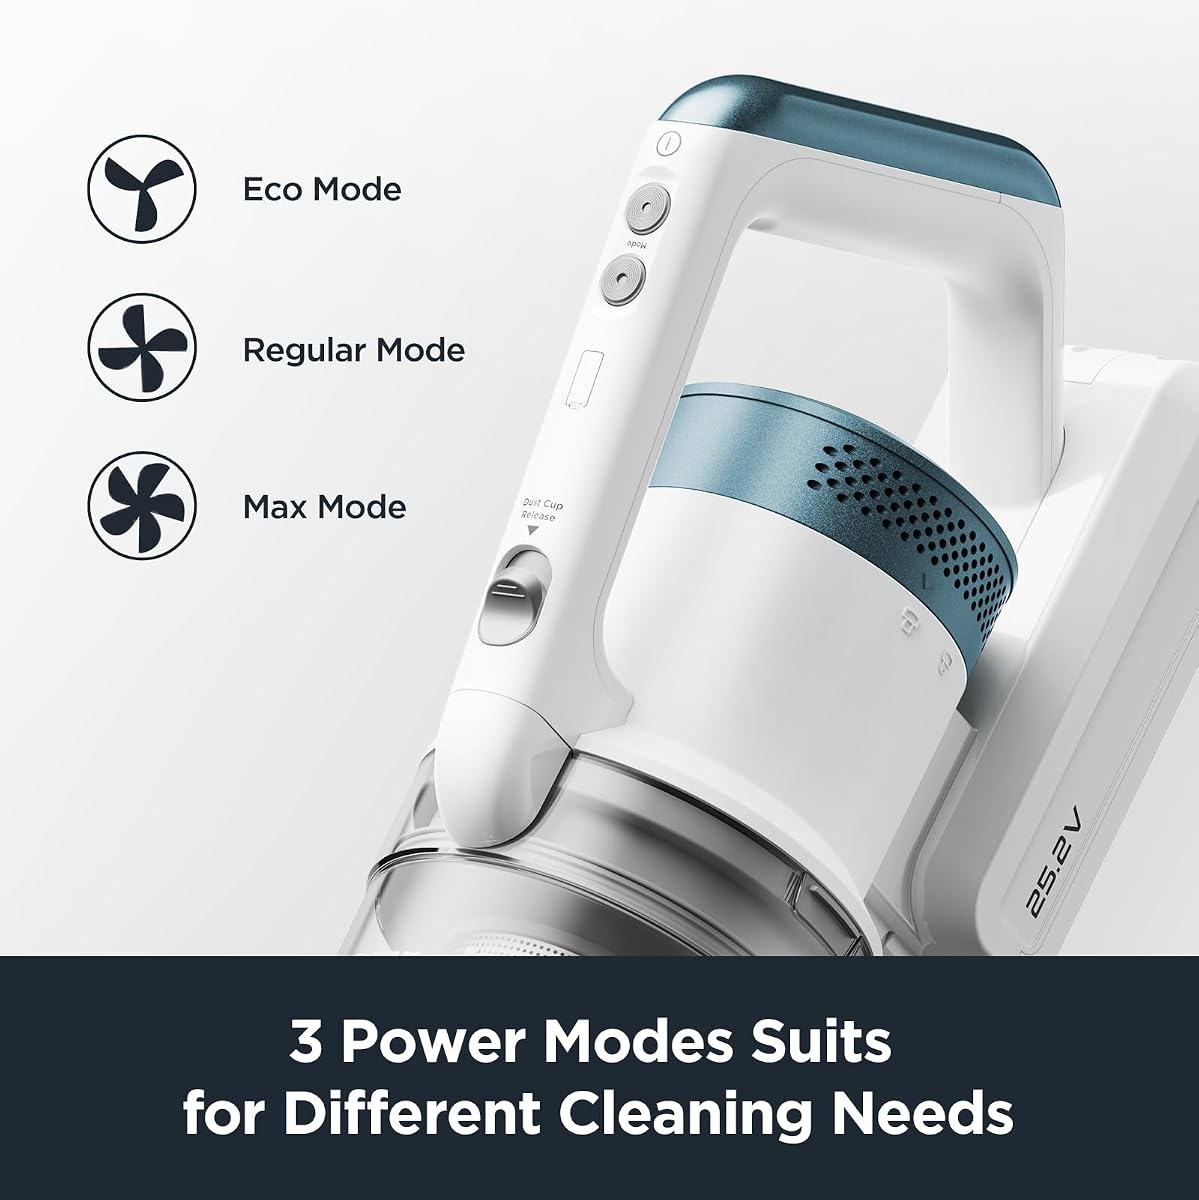 Eco Mode
Regular Mode
Max Mode
Mode
Dust Cup
Release
25.2V
3 Power Modes Suits
for Different Cleaning Needs